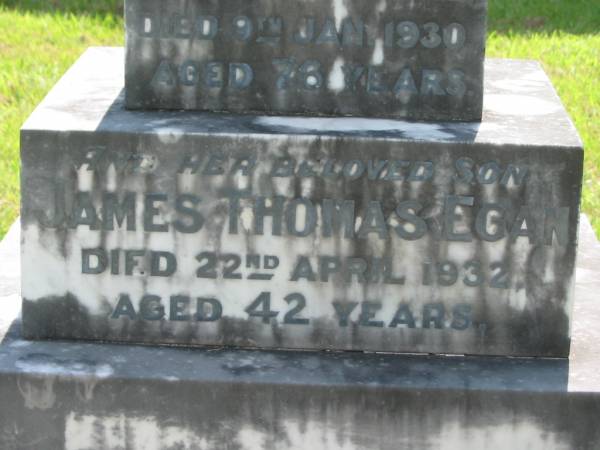 DIED 9TH JAN 1930
AGED 76 YEARS
AND HER BELOVED SON
JAMES THOMAS EGAN
DIED 22ND APRIL 1932,
AGED 42 YEARS.